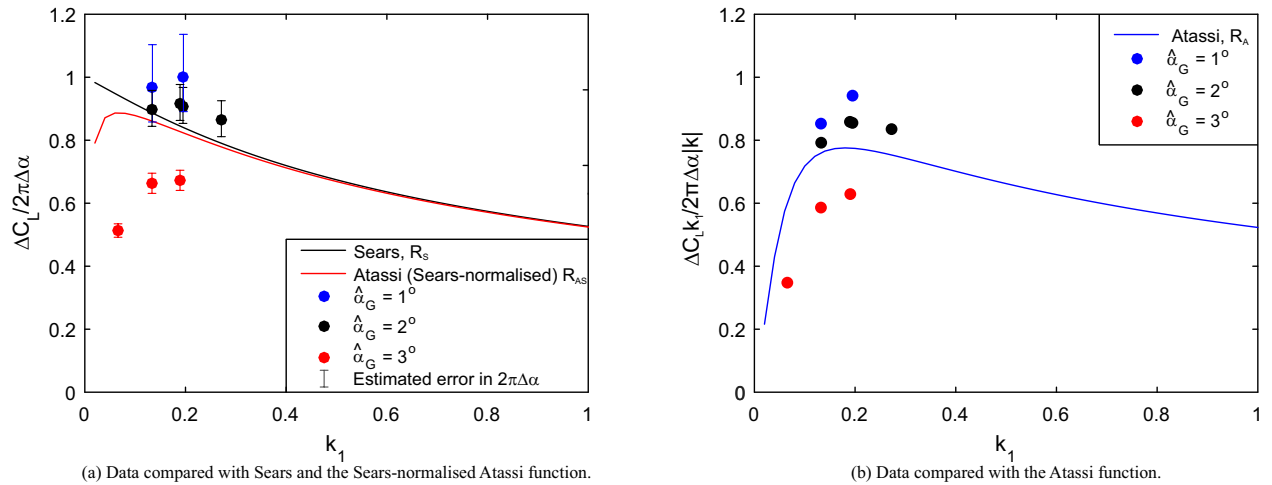 1.2
1
0.8
0.6
0.4
0.2
0
ΔC_L/2πΔα
0 0.2 0.4 0.6 0.8 1
k_1
Sears, R_S
Atassi (Sears-normalised) R_AS
α̂_G = 1°
α̂_G = 2°
α̂_G = 3°
Estimated error in 2πΔα
(a) Data compared with Sears and the Sears-normalised Atassi function.
1.2
1
0.8
0.6
0.4
0.2
0
ΔC_L k_1/2πΔα|k|
0 0.2 0.4 0.6 0.8 1
k_1
Atassi, R_A
α̂_G = 1°
α̂_G = 2°
α̂_G = 3°
(b) Data compared with the Atassi function.